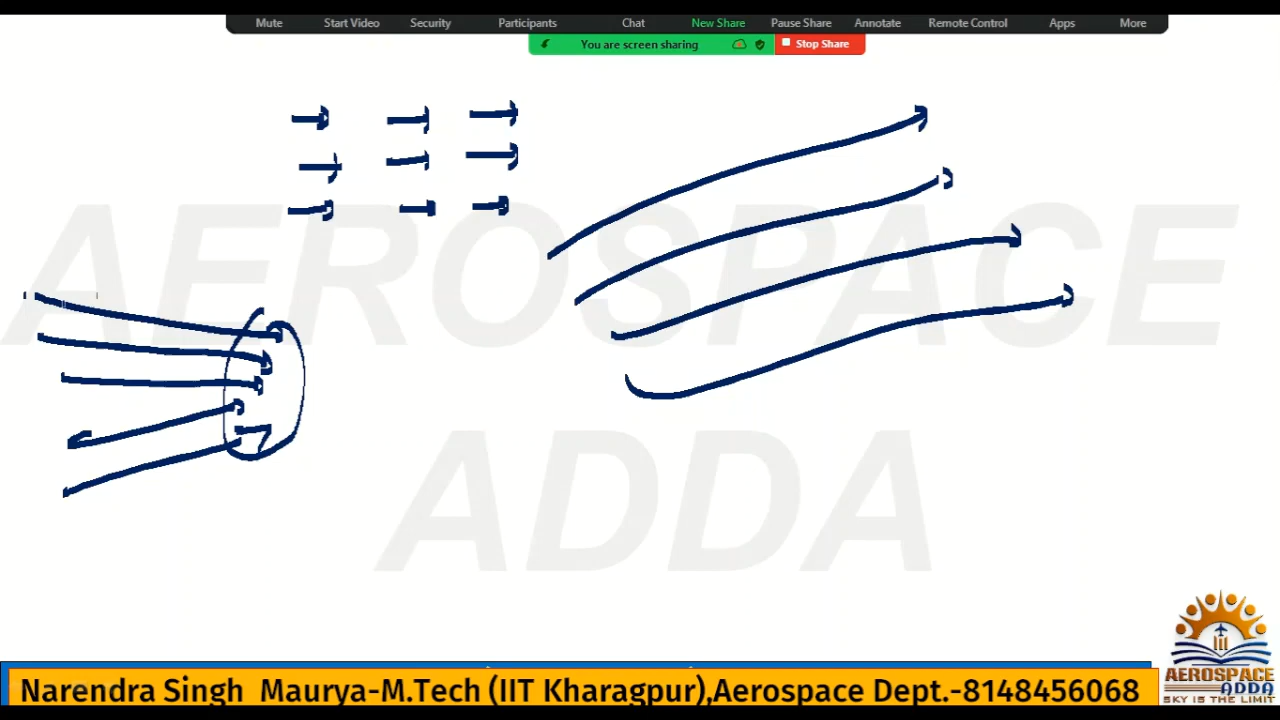 Mute Start Video Security Participants Chat New Share Pause Share Annotate Remote Control Apps More
You are screen sharing Stop Share
AEROSPACE
ADDA
Narendra Singh Maurya-M.Tech (IIT Kharagpur),Aerospace Dept.-8148456068
AEROSPACE
ADDA
SKY IS THE LIMIT